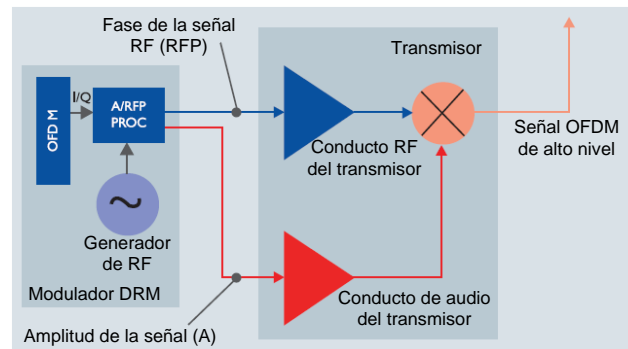 Fase de la señal
RF (RFP)
Transmisor
OFD M
I/Q
A/RFP
PROC
Conducto RF
del transmisor
Señal OFDM
de alto nivel
Generador
de RF
Modulador DRM
Conducto de audio
del transmisor
Amplitud de la señal (A)